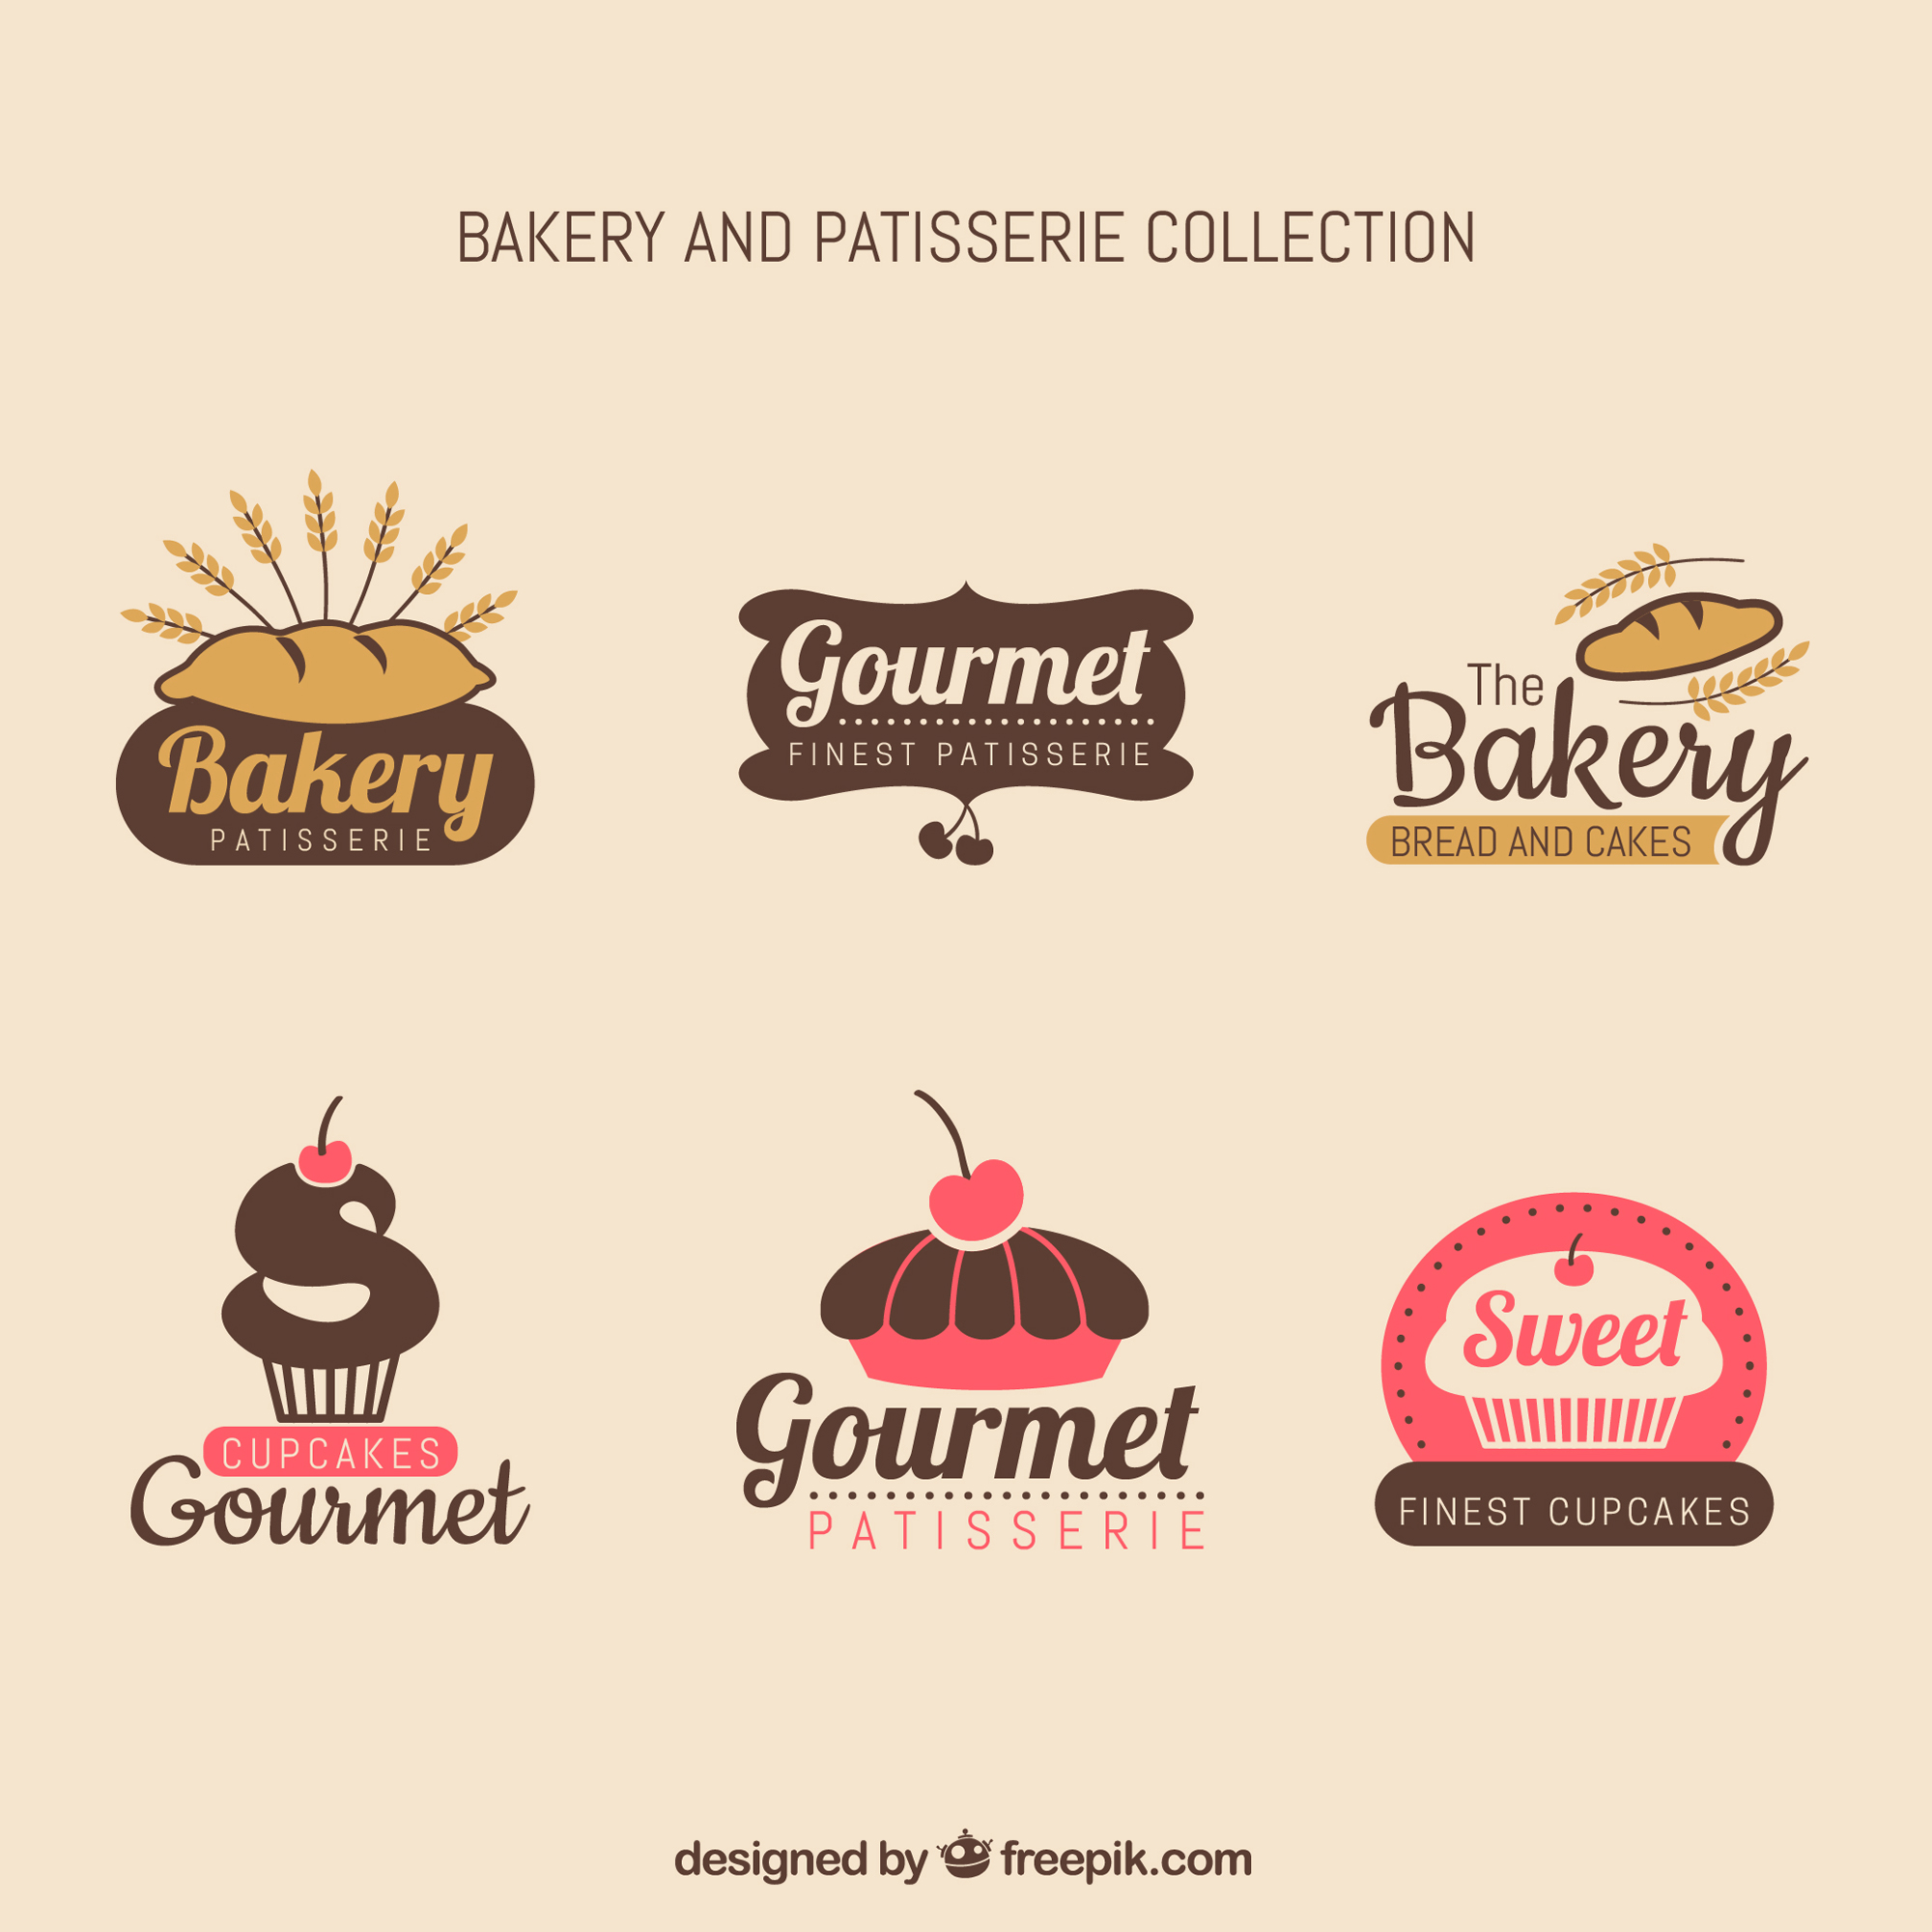 BAKERY AND PATISSERIE COLLECTION
Bakery
PATISSERIE
Gourmet
FINEST PATISSERIE
The
Bakery
BREAD AND CAKES
CUPCAKES
Gourmet
Gourmet
PATISSERIE
Sweet
FINEST CUPCAKES
designed by freepik.com